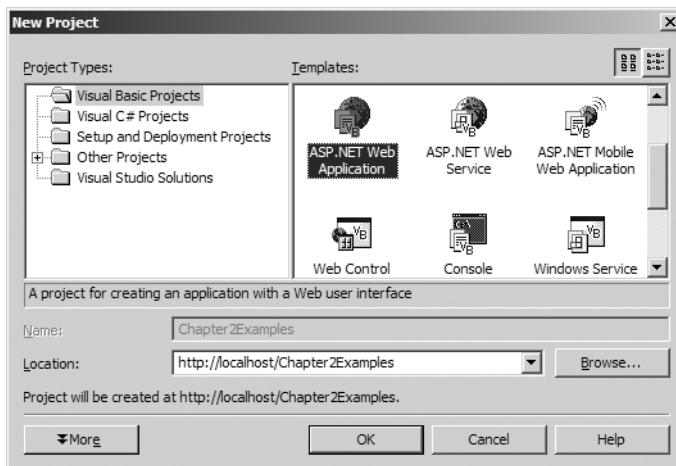 New Project
Project Types:
Templates:
Visual Basic Projects
Visual C# Projects
Setup and Deployment Projects
Other Projects
Visual Studio Solutions
ASP.NET Web
Application
ASP.NET Web
Service
ASP.NET Mobile
Web Application
Web Control
Console
Windows Service
A project for creating an application with a Web user interface
Name:
Chapter2Examples
Location:
http://localhost/Chapter2Examples
Browse...
Project will be created at http://localhost/Chapter2Examples.
More
OK
Cancel
Help